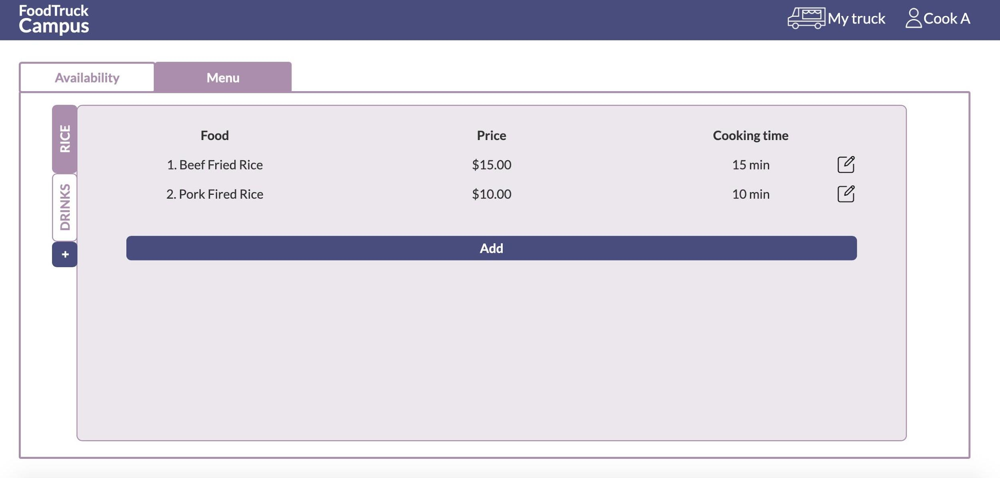 FoodTruck
Campus
My truck
Cook A
Availability
Menu
RICE
DRINKS
+
Food Price Cooking time
1. Beef Fried Rice $15.00 15 min
2. Pork Fired Rice $10.00 10 min
Add